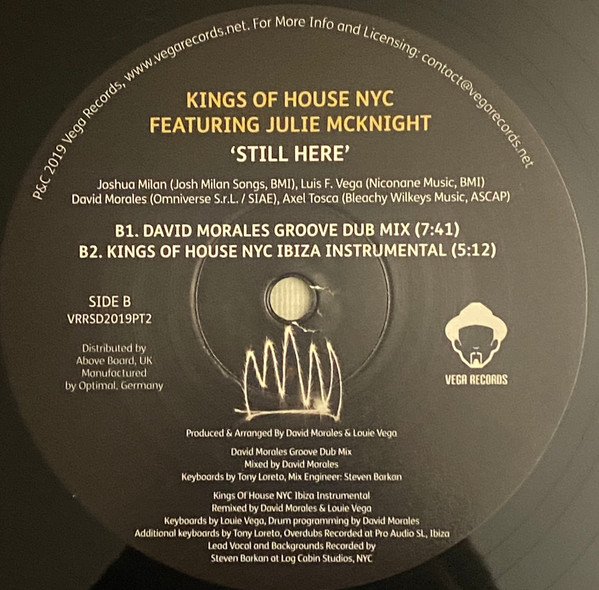 P&C 2019 Vega Records, www.vegarecords.net. For More Info and Licensing: contact@vegarecords.net
KINGS OF HOUSE NYC
FEATURING JULIE MCKNIGHT
‘STILL HERE’
Joshua Milan (Josh Milan Songs, BMI), Luis F. Vega (Niconane Music, BMI)
David Morales (Omniverse S.r.L. / SIAE), Axel Tosca (Bleachy Wilkeys Music, ASCAP)
B1. DAVID MORALES GROOVE DUB MIX (7:41)
B2. KINGS OF HOUSE NYC IBIZA INSTRUMENTAL (5:12)
SIDE B
VRRSD2019PT2
Distributed by
Above Board, UK
Manufactured
by Optimal, Germany
VEGA RECORDS
Produced & Arranged By David Morales & Louie Vega
David Morales Groove Dub Mix
Mixed by David Morales
Keyboards by Tony Loreto, Mix Engineer: Steven Barkan
Kings Of House NYC Ibiza Instrumental
Remixed by David Morales & Louie Vega
Keyboards by Louie Vega, Drum programming by David Morales
Additional keyboards by Tony Loreto, Overdubs Recorded at Pro Audio SL, Ibiza
Lead Vocal and Backgrounds Recorded by
Steven Barkan at Log Cabin Studios, NYC